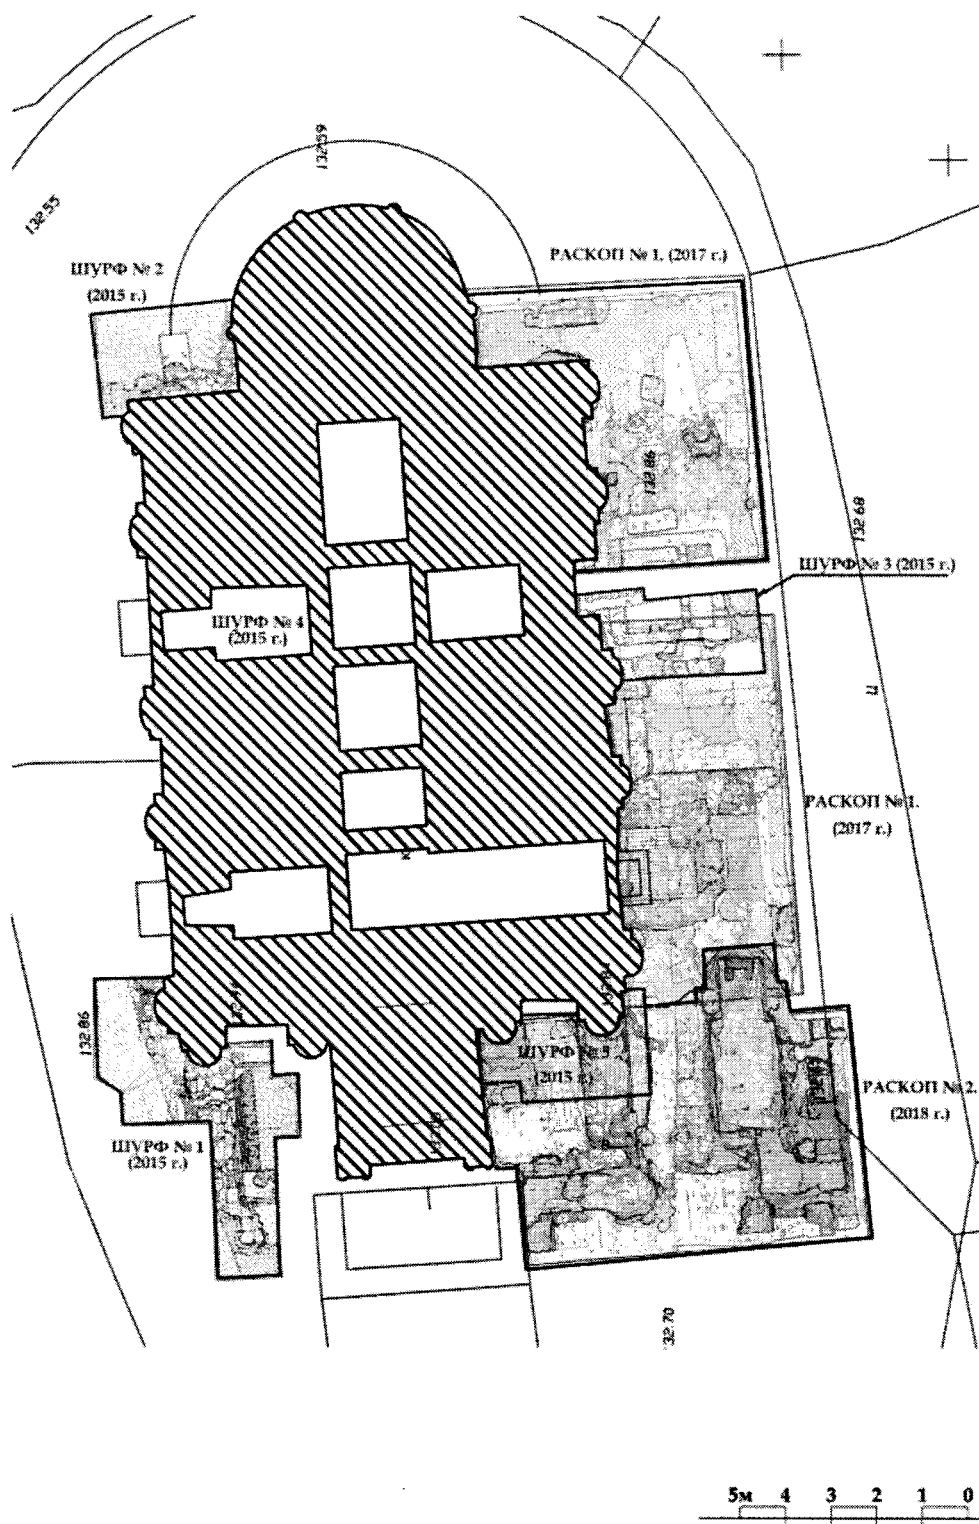 132.59
132.55
ШУРФ № 2
(2015 г.)
РАСКОП № 1. (2017 г.)
132.86
132.68
ШУРФ № 3 (2015 г.)
ШУРФ № 4
(2015 г.)
Ц
К
РАСКОП № 1.
(2017 г.)
132.86
ШУРФ № 5
(2015 г.)
РАСКОП № 2.
(2018 г.)
ШУРФ № 1
(2015 г.)
132.70
5м 4 3 2 1 0